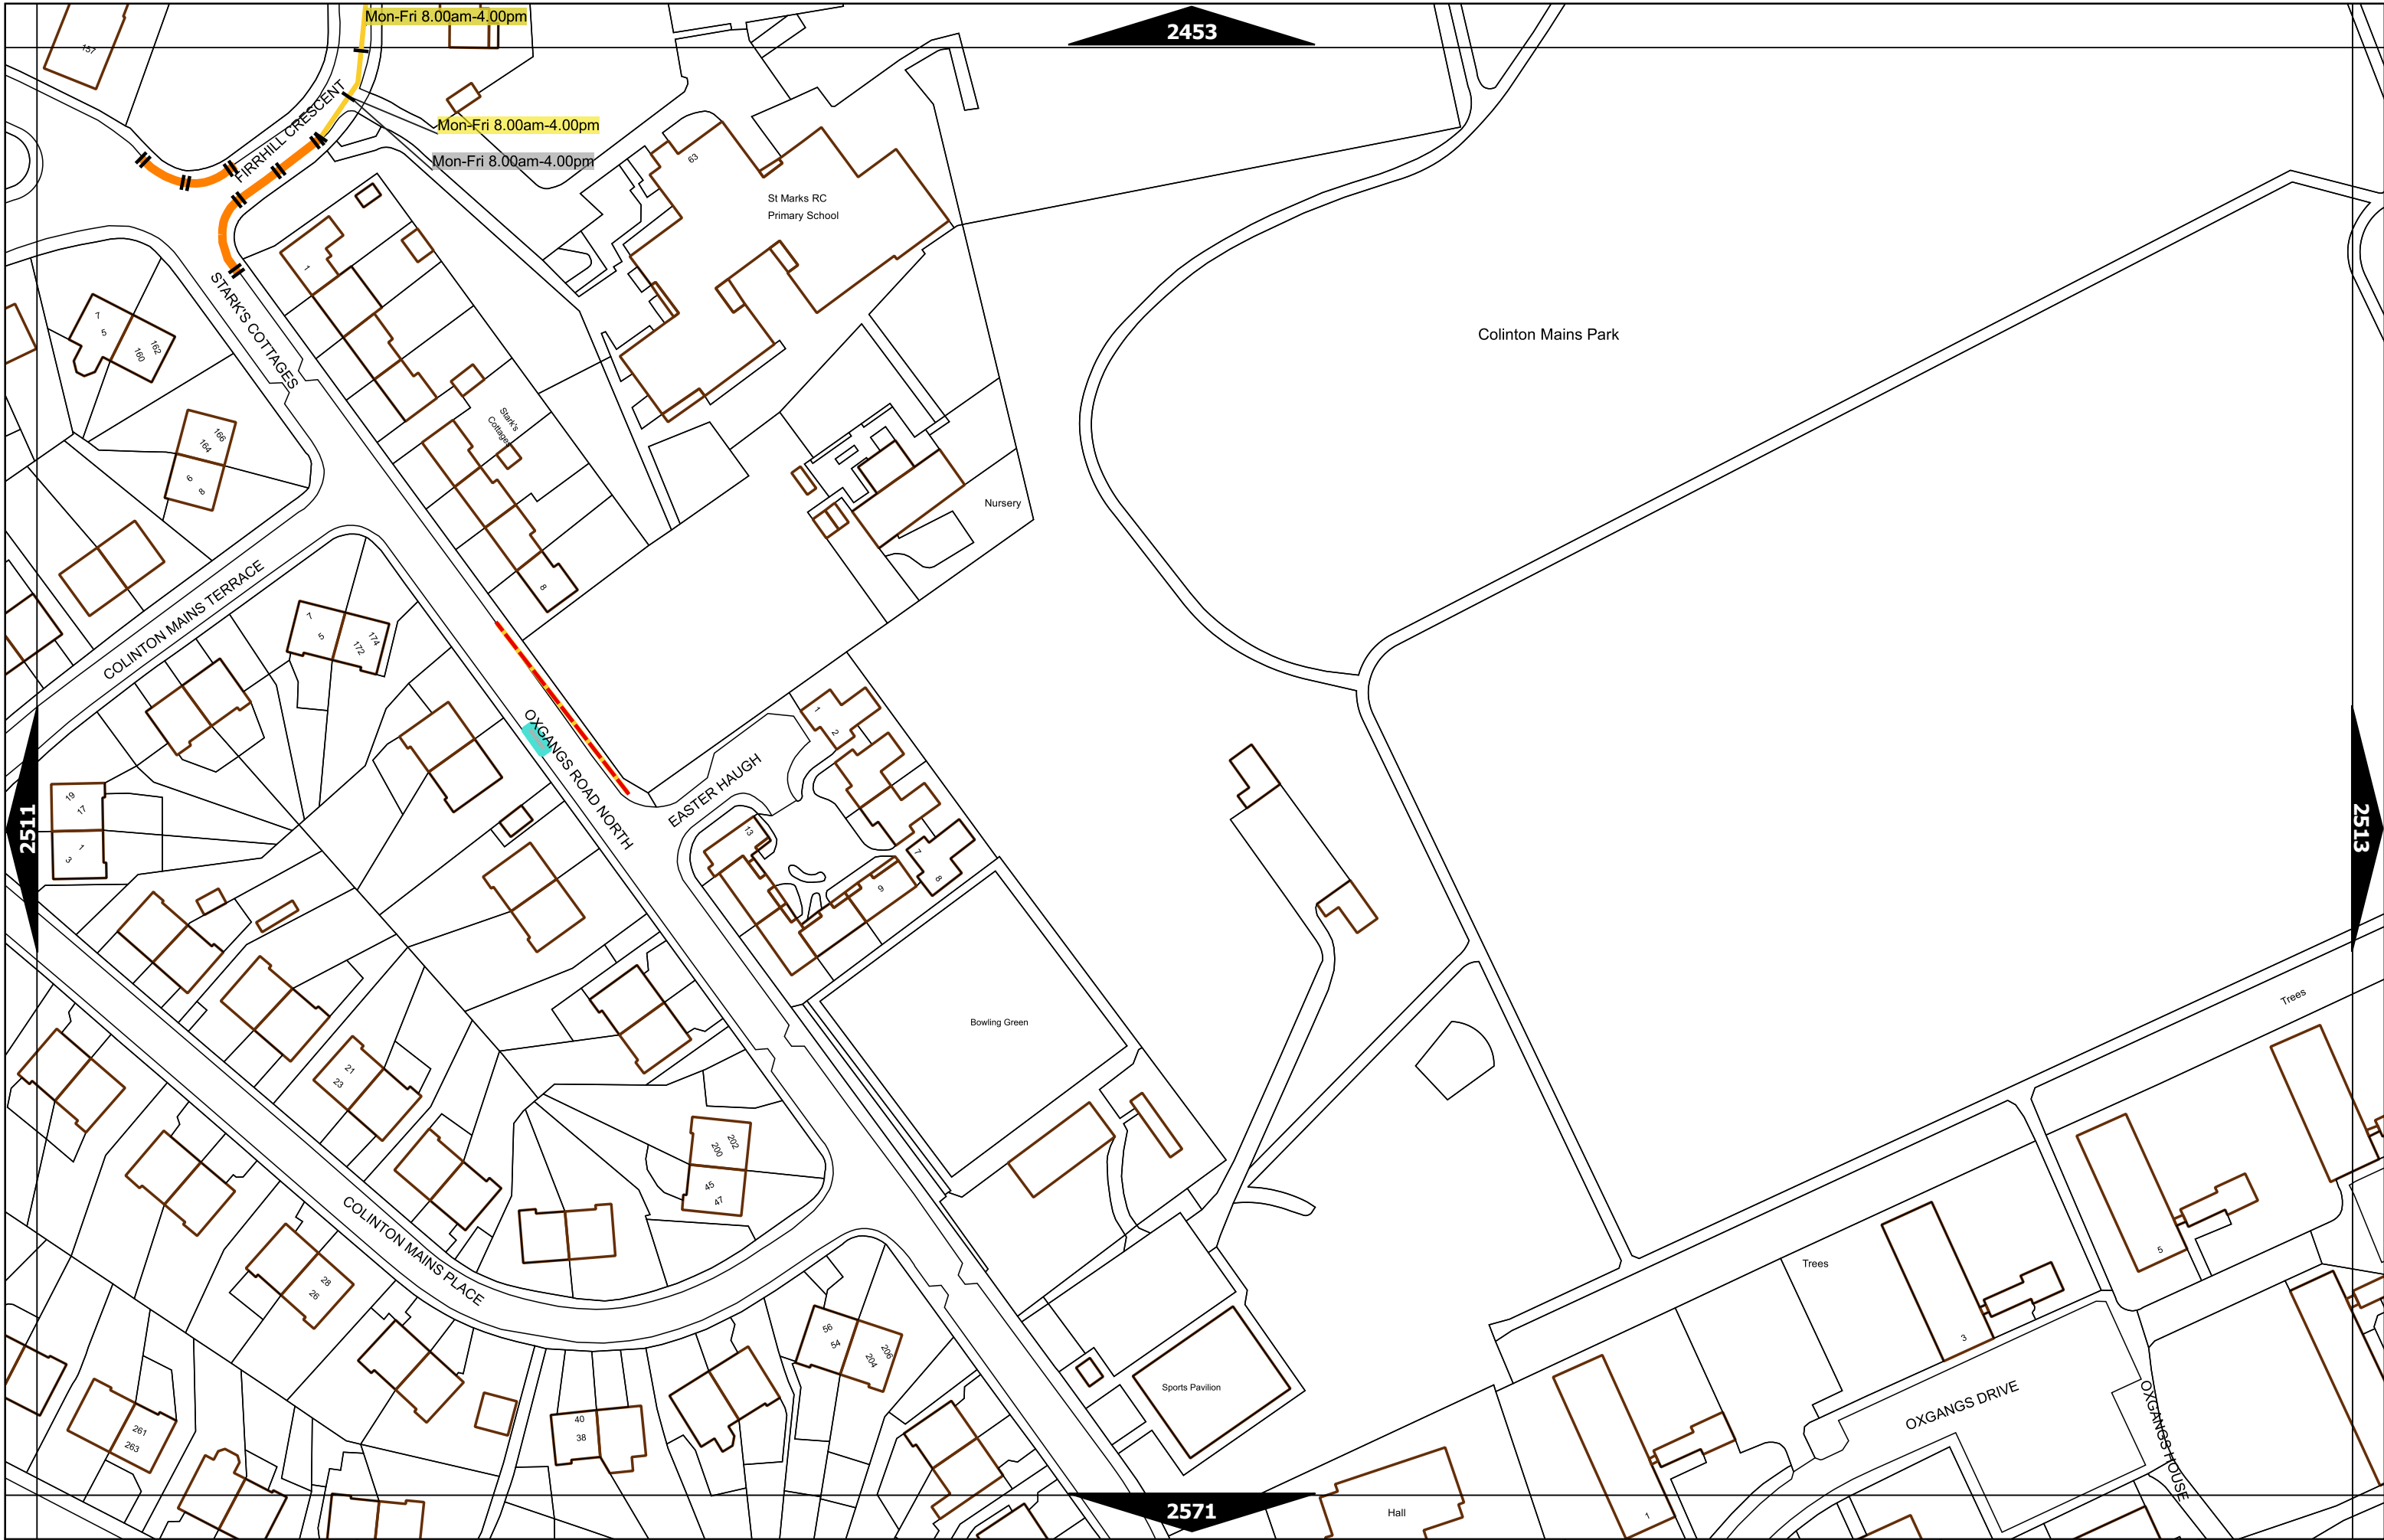 Mon-Fri 8.00am-4.00pm
2453
157
FIRRHILL CRESCENT
Mon-Fri 8.00am-4.00pm
Mon-Fri 8.00am-4.00pm
63
St Marks RC
Primary School
1
STARK'S COTTAGES
7
5
160
162
Colinton Mains Park
Stark's
Cottages
166
164
6
8
Nursery
8
COLINTON MAINS TERRACE
7
5
174
172
OXGANGS ROAD NORTH
EASTER HAUGH
1
2
19
17
1
3
2511
2513
13
7
8
9
Trees
Bowling Green
21
23
202
200
45
47
COLINTON MAINS PLACE
28
26
Trees
5
3
56
54
204
206
Sports Pavilion
OXGANGS DRIVE
OXGANGS HOUSE
40
38
261
263
2571
Hall
1